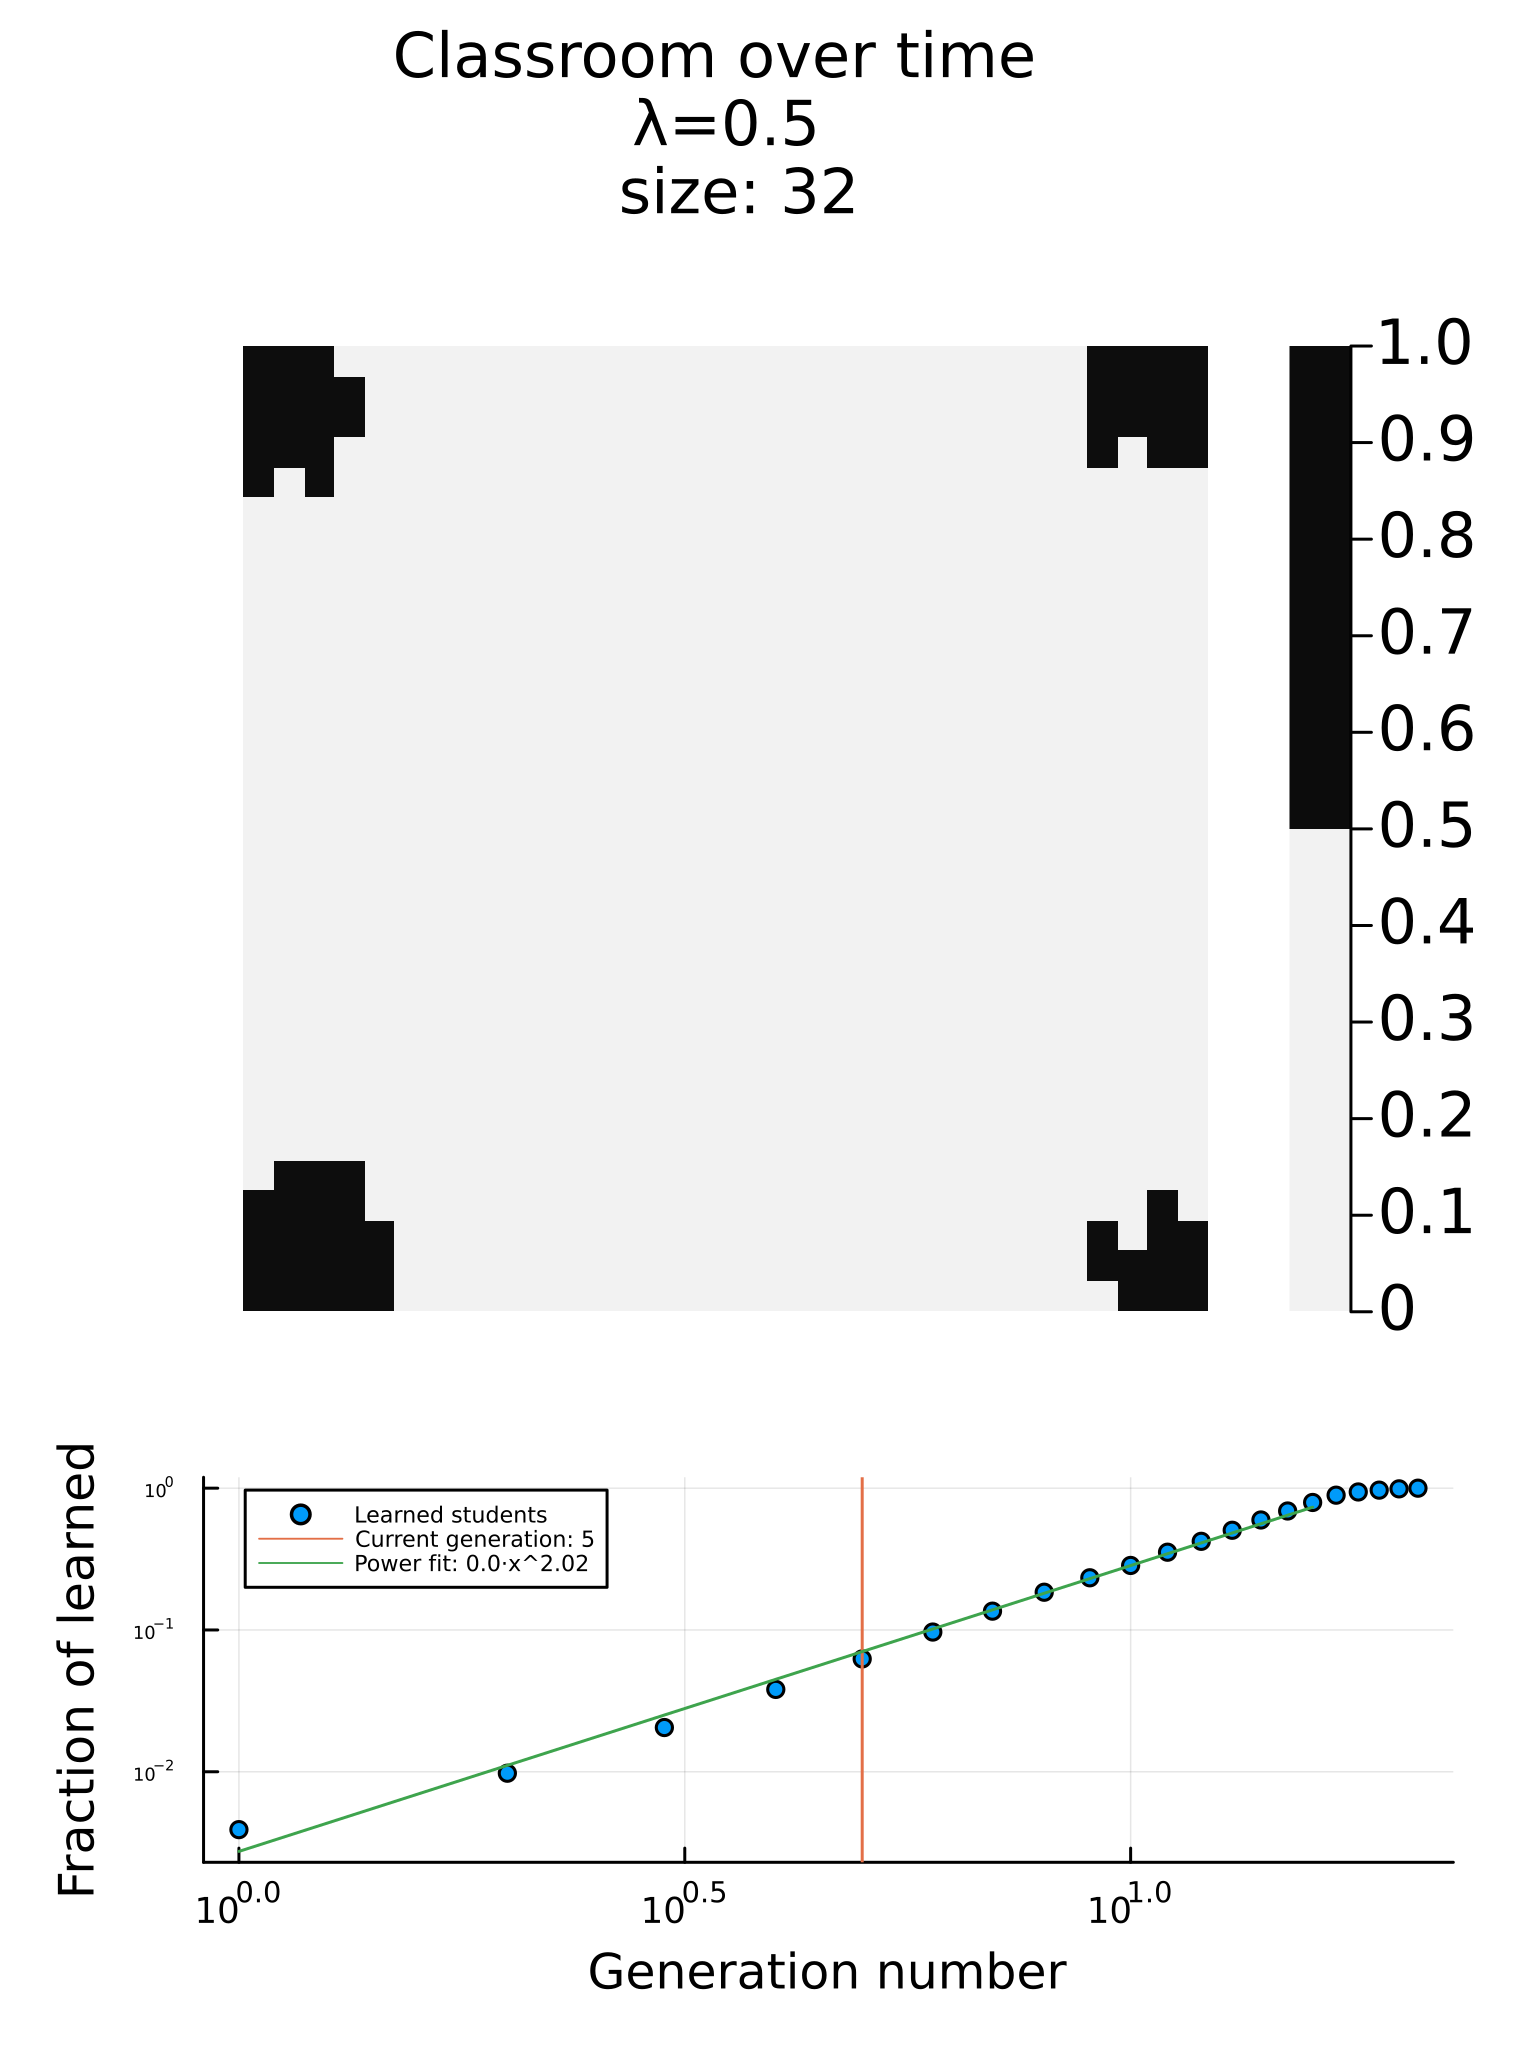 Classroom over time
λ=0.5
size: 32
1.0
0.9
0.8
0.7
0.6
0.5
0.4
0.3
0.2
0.1
0
Fraction of learned
10^0
10^−1
10^−2
Learned students
Current generation: 5
Power fit: 0.0·x^2.02
10^0.0 10^0.5 10^1.0
Generation number